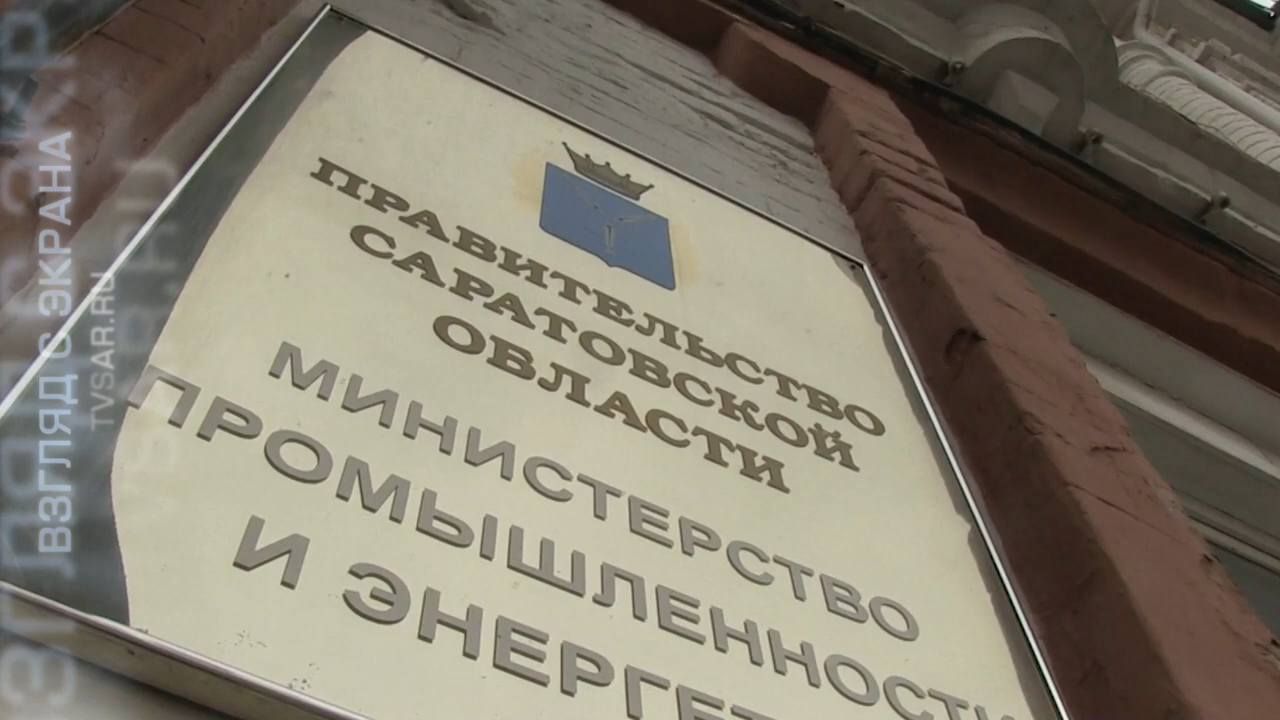 ПРАВИТЕЛЬСТВО
САРАТОВСКОЙ
ОБЛАСТИ
МИНИСТЕРСТВО
ПРОМЫШЛЕННОСТИ
И ЭНЕРГЕТ
ВЗГЛЯД С ЭКРАНА
TVSAR.RU